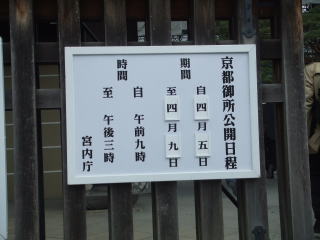 京都御所公開日程
期間
自 四月五日
至 四月九日
時間
自 午前九時
至 午後三時
宮内庁